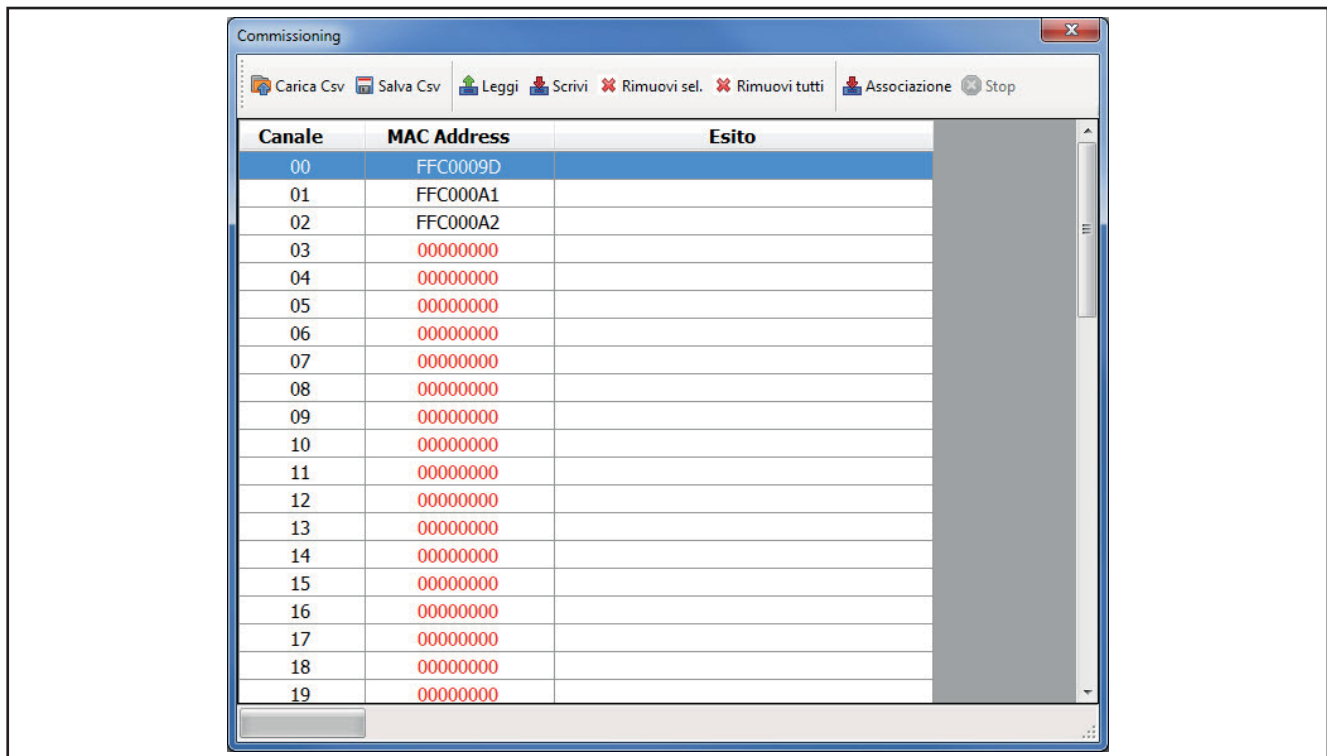 Commissioning
Carica Csv Salva Csv Leggi Scrivi Rimuovi sel. Rimuovi tutti Associazione Stop
Canale MAC Address Esito
00 FFC0009D
01 FFC000A1
02 FFC000A2
03 00000000
04 00000000
05 00000000
06 00000000
07 00000000
08 00000000
09 00000000
10 00000000
11 00000000
12 00000000
13 00000000
14 00000000
15 00000000
16 00000000
17 00000000
18 00000000
19 00000000